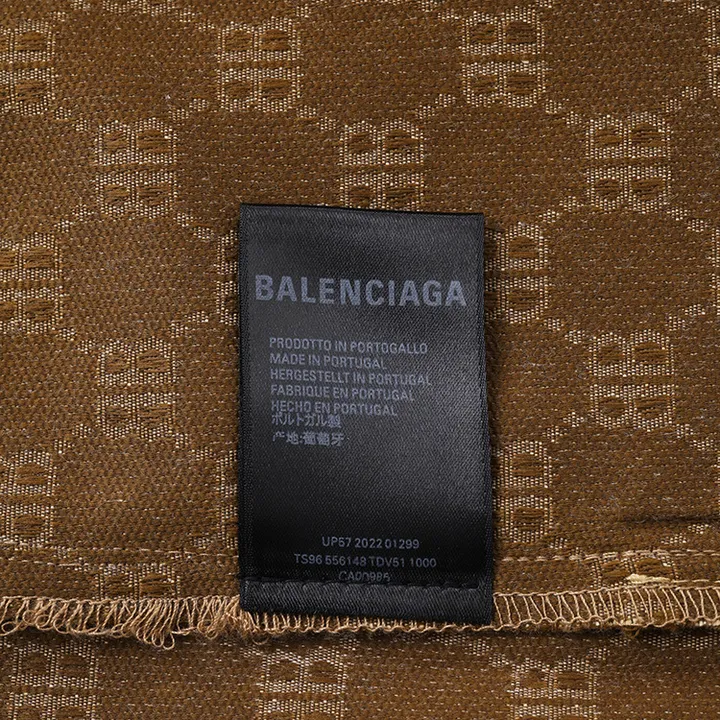 BALENCIAGA
PRODOTTO IN PORTOGALLO
MADE IN PORTUGAL
HERGESTELLT IN PORTUGAL
FABRIQUE EN PORTUGAL
HECHO EN PORTUGAL
ポルトガル製
产地:葡萄牙
UP57 2022 01299
TS96 556148 TDV51 1000
CA00985